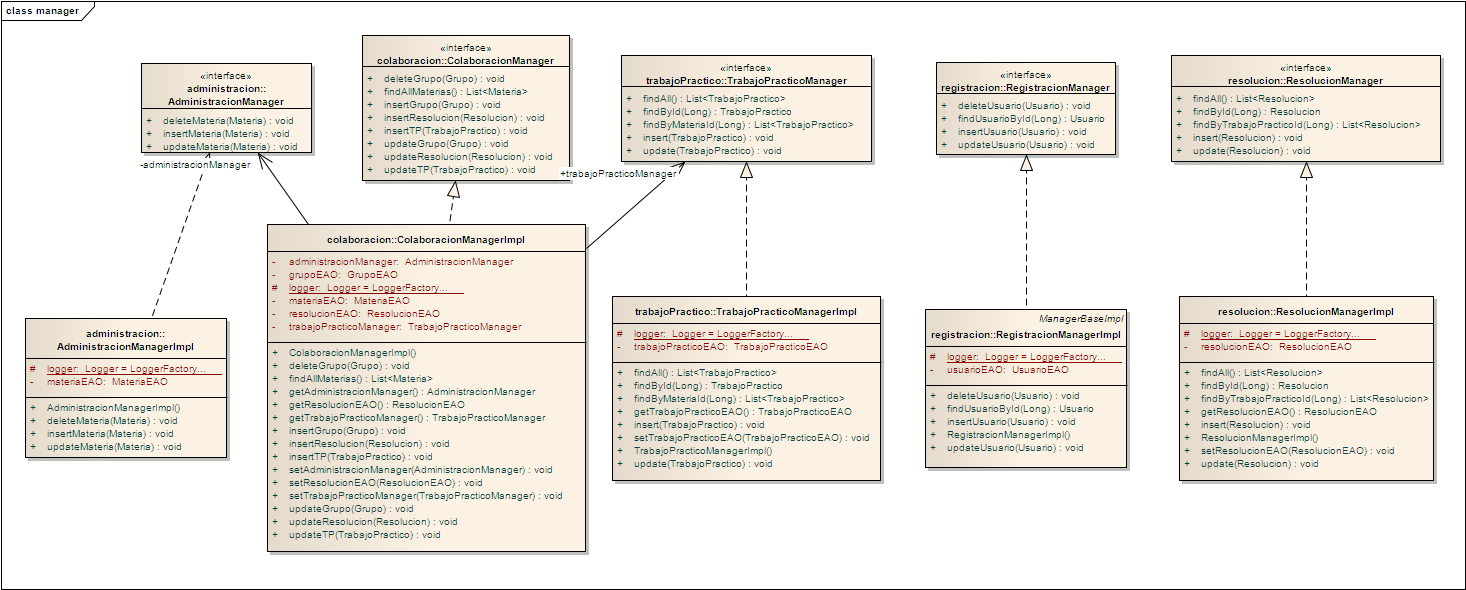 class manager
«interface»
administracion::
AdministracionManager
+ deleteMateria(Materia) : void
+ insertMateria(Materia) : void
+ updateMateria(Materia) : void
«interface»
colaboracion::ColaboracionManager
+ deleteGrupo(Grupo) : void
+ findAllMaterias() : List<Materia>
+ insertGrupo(Grupo) : void
+ insertResolucion(Resolucion) : void
+ insertTP(TrabajoPractico) : void
+ updateGrupo(Grupo) : void
+ updateResolucion(Resolucion) : void
+ updateTP(TrabajoPractico) : void
«interface»
trabajoPractico::TrabajoPracticoManager
+ findAll() : List<TrabajoPractico>
+ findById(Long) : TrabajoPractico
+ findByMateriaId(Long) : List<TrabajoPractico>
+ insert(TrabajoPractico) : void
+ update(TrabajoPractico) : void
«interface»
registracion::RegistracionManager
+ deleteUsuario(Usuario) : void
+ findUsuarioById(Long) : Usuario
+ insertUsuario(Usuario) : void
+ updateUsuario(Usuario) : void
«interface»
resolucion::ResolucionManager
+ findAll() : List<Resolucion>
+ findById(Long) : Resolucion
+ findByTrabajoPracticoId(Long) : List<Resolucion>
+ insert(Resolucion) : void
+ update(Resolucion) : void
-administracionManager
+trabajoPracticoManager
administracion::
AdministracionManagerImpl
# logger: Logger = LoggerFactory...
- materiaEAO: MateriaEAO
+ AdministracionManagerImpl()
+ deleteMateria(Materia) : void
+ insertMateria(Materia) : void
+ updateMateria(Materia) : void
colaboracion::ColaboracionManagerImpl
- administracionManager: AdministracionManager
- grupoEAO: GrupoEAO
# logger: Logger = LoggerFactory...
- materiaEAO: MateriaEAO
- resolucionEAO: ResolucionEAO
- trabajoPracticoManager: TrabajoPracticoManager
+ ColaboracionManagerImpl()
+ deleteGrupo(Grupo) : void
+ findAllMaterias() : List<Materia>
+ getAdministracionManager() : AdministracionManager
+ getResolucionEAO() : ResolucionEAO
+ getTrabajoPracticoManager() : TrabajoPracticoManager
+ insertGrupo(Grupo) : void
+ insertResolucion(Resolucion) : void
+ insertTP(TrabajoPractico) : void
+ setAdministracionManager(AdministracionManager) : void
+ setResolucionEAO(ResolucionEAO) : void
+ setTrabajoPracticoManager(TrabajoPracticoManager) : void
+ updateGrupo(Grupo) : void
+ updateResolucion(Resolucion) : void
+ updateTP(TrabajoPractico) : void
trabajoPractico::TrabajoPracticoManagerImpl
# logger: Logger = LoggerFactory...
- trabajoPracticoEAO: TrabajoPracticoEAO
+ findAll() : List<TrabajoPractico>
+ findById(Long) : TrabajoPractico
+ findByMateriaId(Long) : List<TrabajoPractico>
+ getTrabajoPracticoEAO() : TrabajoPracticoEAO
+ insert(TrabajoPractico) : void
+ setTrabajoPracticoEAO(TrabajoPracticoEAO) : void
+ TrabajoPracticoManagerImpl()
+ update(TrabajoPractico) : void
ManagerBaseImpl
registracion::RegistracionManagerImpl
# logger: Logger = LoggerFactory...
- usuarioEAO: UsuarioEAO
+ deleteUsuario(Usuario) : void
+ findUsuarioById(Long) : Usuario
+ insertUsuario(Usuario) : void
+ RegistracionManagerImpl()
+ updateUsuario(Usuario) : void
resolucion::ResolucionManagerImpl
# logger: Logger = LoggerFactory...
- resolucionEAO: ResolucionEAO
+ findAll() : List<Resolucion>
+ findById(Long) : Resolucion
+ findByTrabajoPracticoId(Long) : List<Resolucion>
+ getResolucionEAO() : ResolucionEAO
+ insert(Resolucion) : void
+ ResolucionManagerImpl()
+ setResolucionEAO(ResolucionEAO) : void
+ update(Resolucion) : void